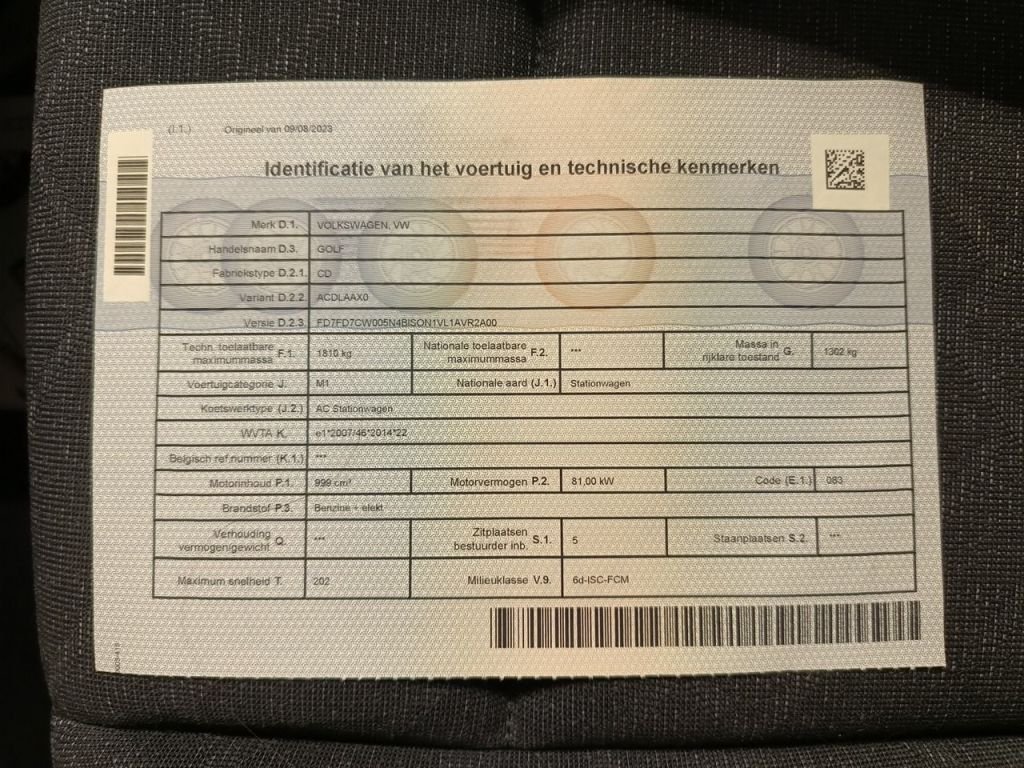 (I.1.) Origineel van 09/08/2023
Identificatie van het voertuig en technische kenmerken
Merk D.1. VOLKSWAGEN, VW
Handelsnaam D.3. GOLF
Fabriekstype D.2.1. CD
Variant D.2.2. ACDLAAX0
Versie D.2.3. FD7FD7CW005N4BISON1VL1AVR2A00
Techn. toelaatbare maximummassa F.1. 1810 kg Nationale toelaatbare maximummassa F.2. *** Massa in rijklare toestand G. 1302 kg
Voertuigcategorie J. M1 Nationale aard (J.1.) Stationwagen
Koetswerktype (J.2.) AC Stationwagen
WVTA K. e1*2007/46*2014*22
Belgisch ref.nummer (K.1.) ***
Motorinhoud P.1. 999 cm³ Motorvermogen P.2. 81,00 kW Code (E.1.) 083
Brandstof P.3. Benzine + elekt
Verhouding vermogen/gewicht Q. *** Zitplaatsen bestuurder inb. S.1. 5 Staanplaatsen S.2. ***
Maximum snelheid T. 202 Milieuklasse V.9. 6d-ISC-FCM